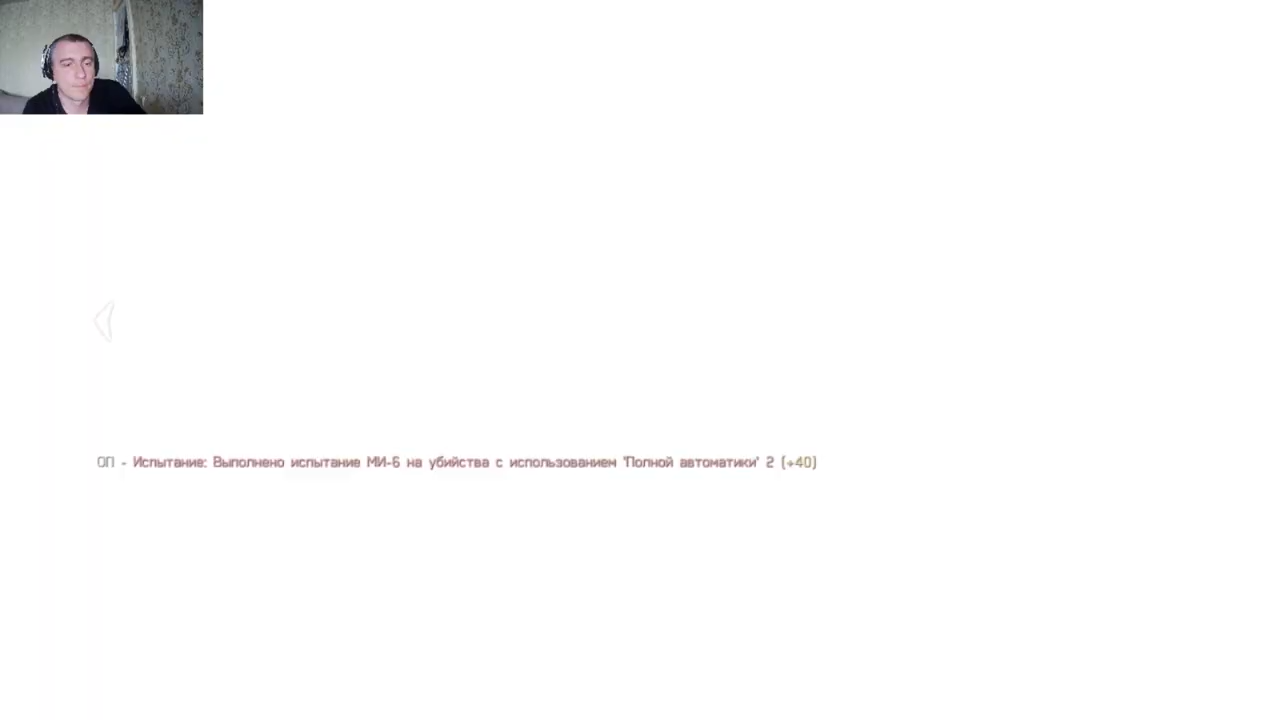 ОП - Испытание: Выполнено испытание МИ-6 на убийства с использованием 'Полной автоматики' 2 (+40)